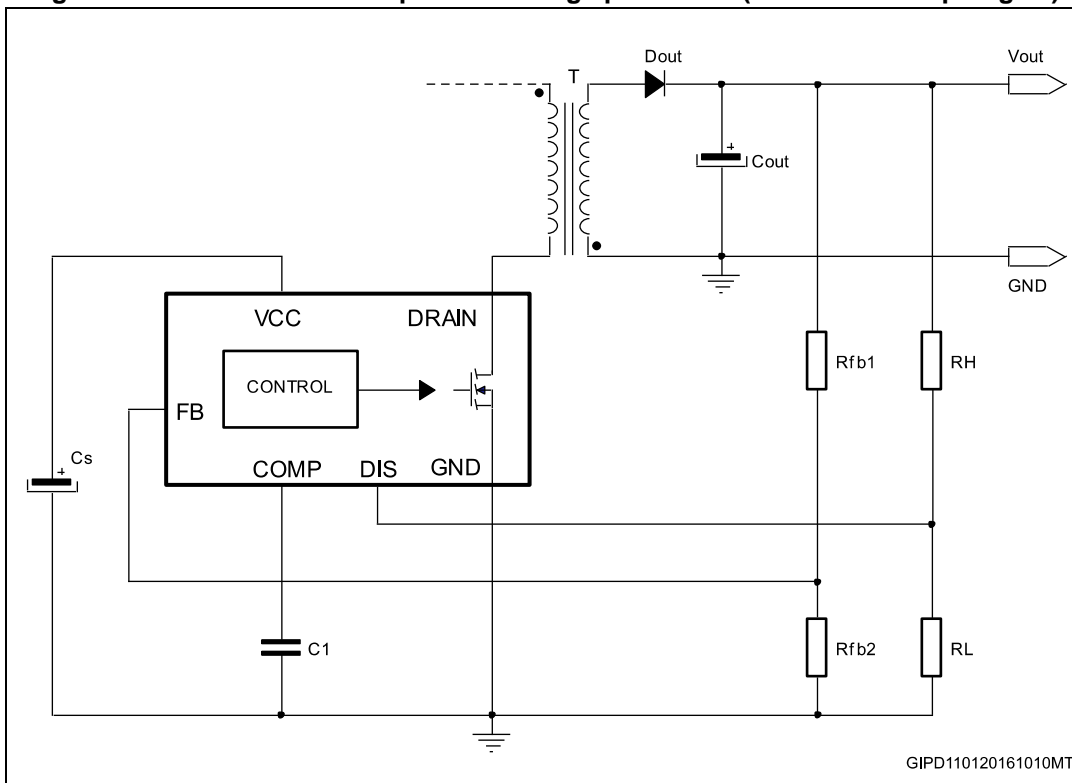 Dout
Vout
T
+
Cout
GND
VCC
DRAIN
CONTROL
FB
Rfb1
RH
COMP
DIS
GND
Cs
+
C1
Rfb2
RL
GIPD110120161010MT